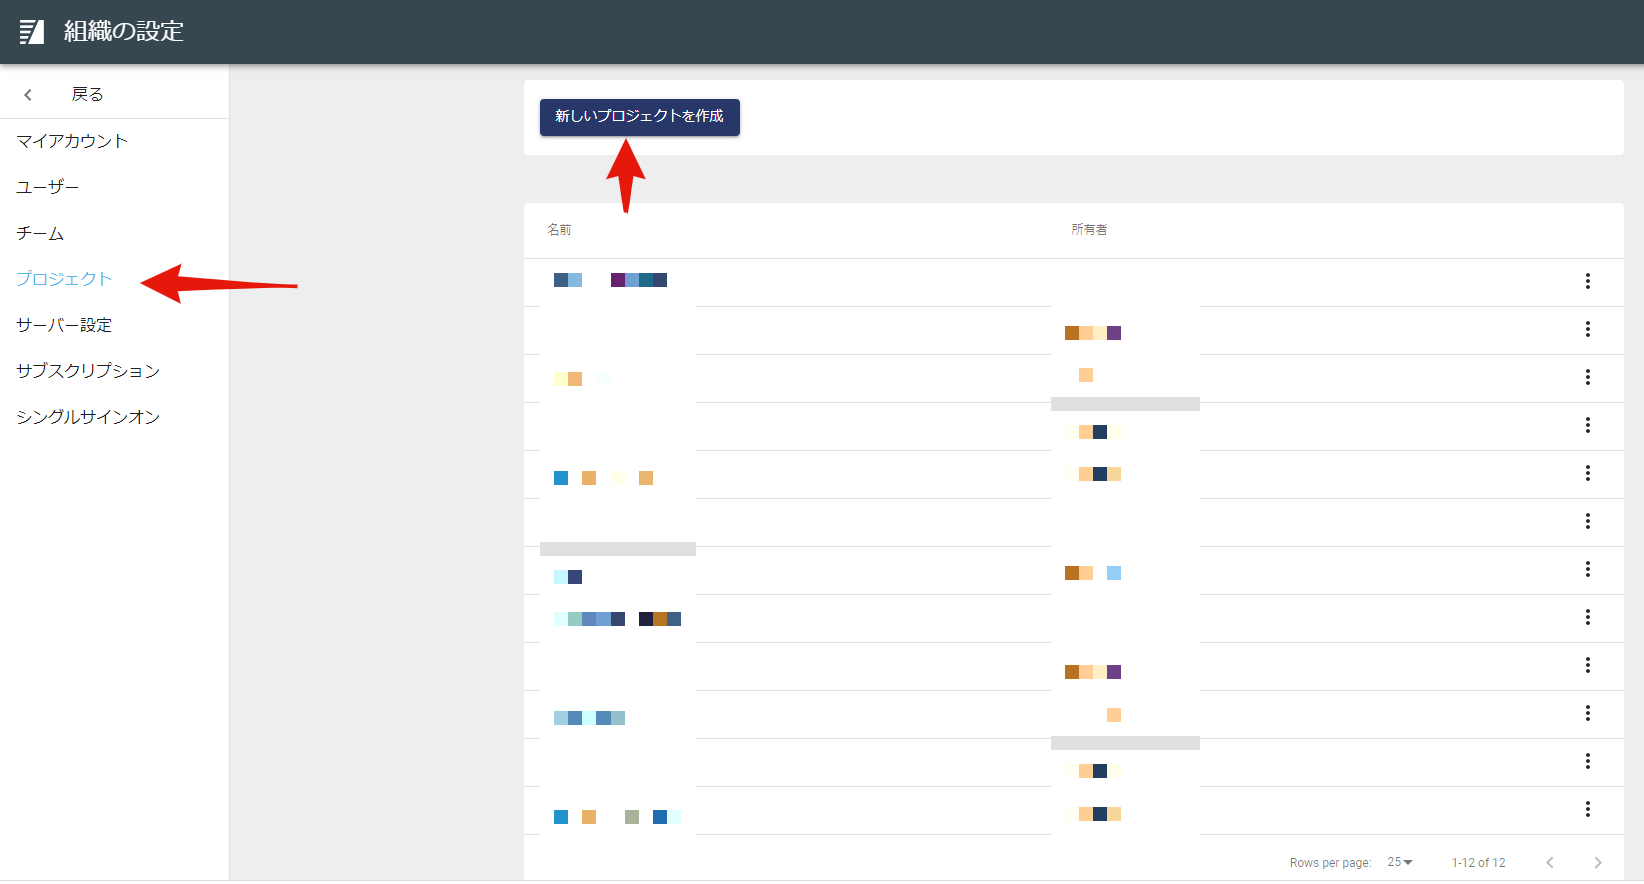 組織の設定
戻る
マイアカウント
ユーザー
チーム
プロジェクト
サーバー設定
サブスクリプション
シングルサインオン
新しいプロジェクトを作成
名前 所有者
Rows per page: 25 1-12 of 12